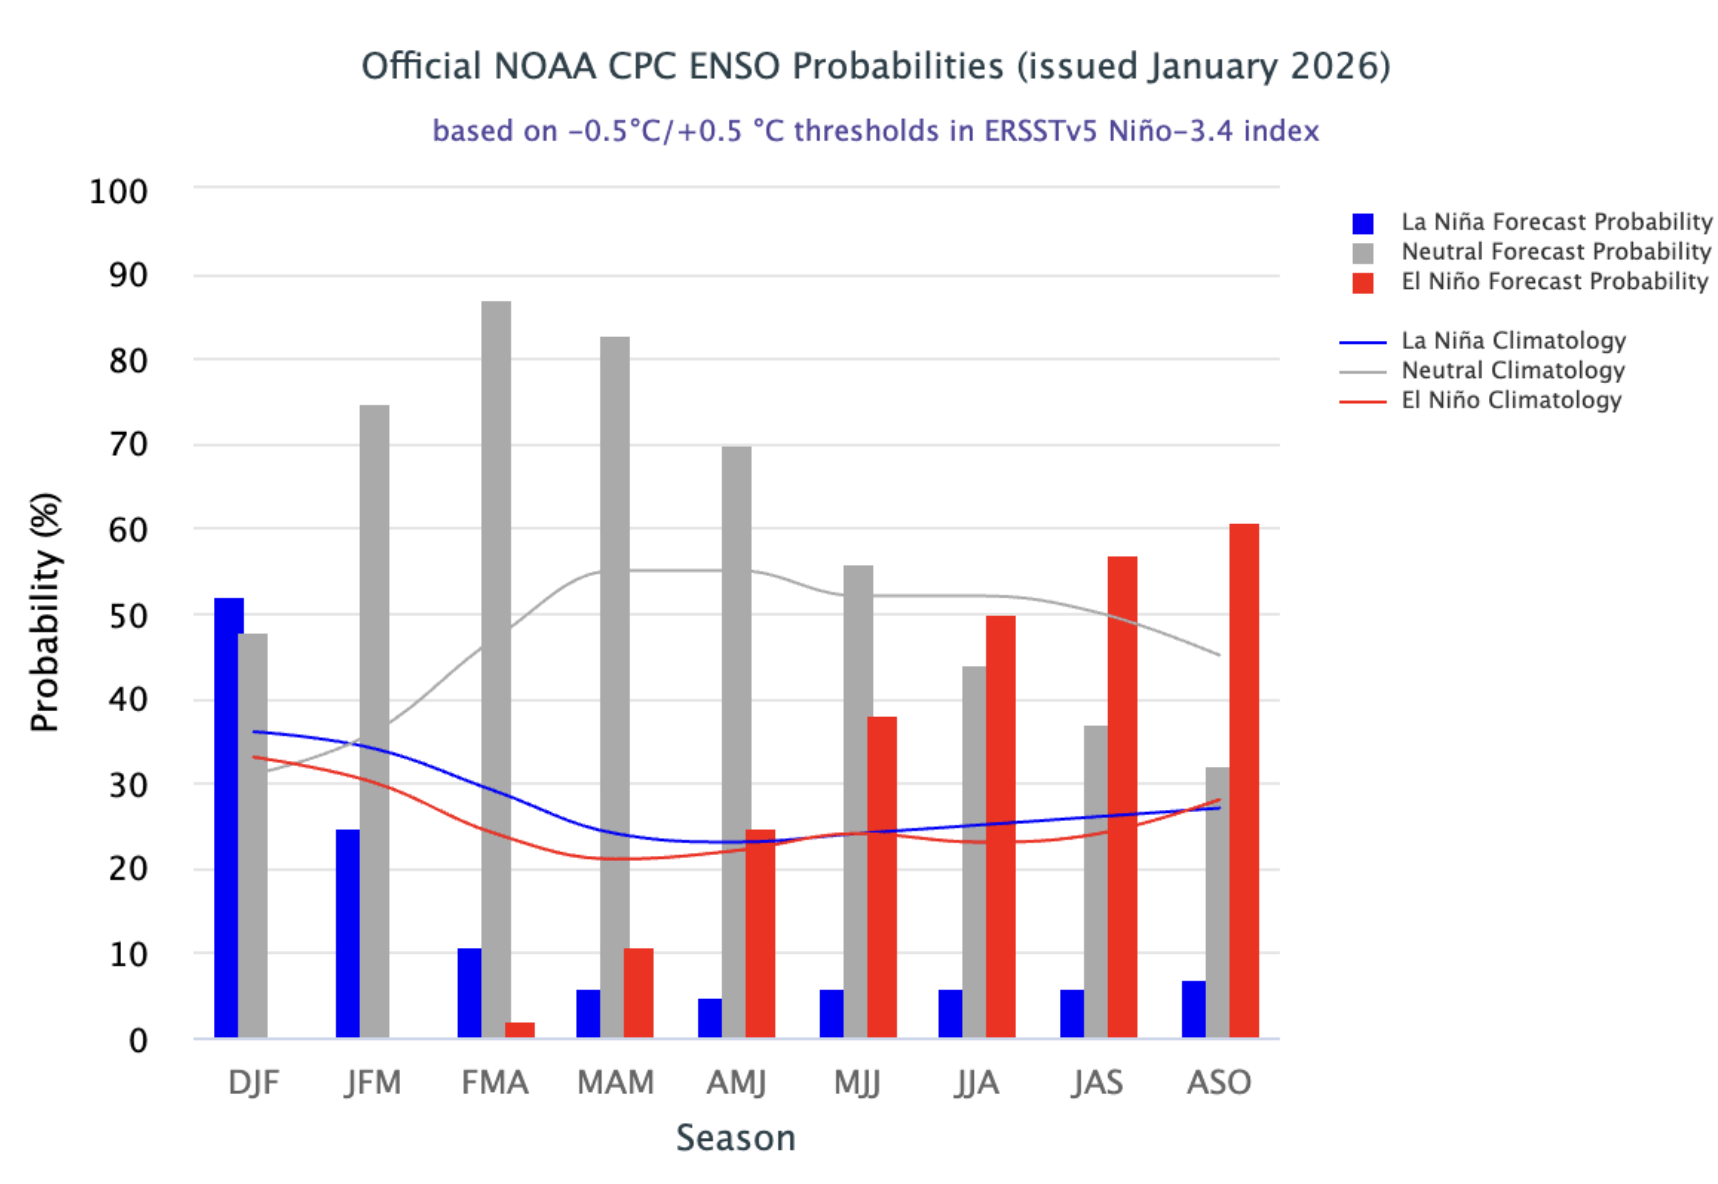 Official NOAA CPC ENSO Probabilities (issued January 2026)
based on -0.5°C/+0.5 °C thresholds in ERSSTv5 Niño-3.4 index
Probability (%)
100
90
80
70
60
50
40
30
20
10
0
DJF JFM FMA MAM AMJ MJJ JJA JAS ASO
Season
La Niña Forecast Probability
Neutral Forecast Probability
El Niño Forecast Probability
La Niña Climatology
Neutral Climatology
El Niño Climatology